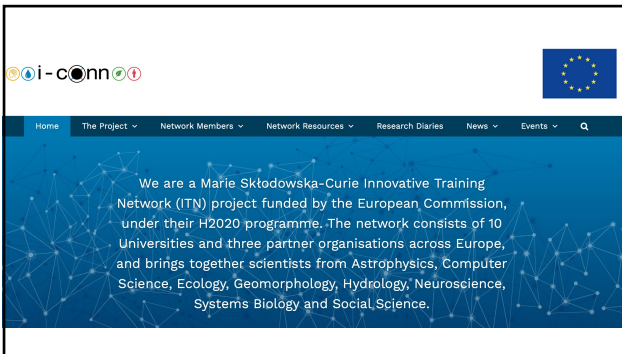 i-conn
Home The Project Network Members Network Resources Research Diaries News Events
We are a Marie Skłodowska-Curie Innovative Training
Network (ITN) project funded by the European Commission,
under their H2020 programme. The network consists of 10
Universities and three partner organisations across Europe,
and brings together scientists from Astrophysics, Computer
Science, Ecology, Geomorphology, Hydrology, Neuroscience,
Systems Biology and Social Science.